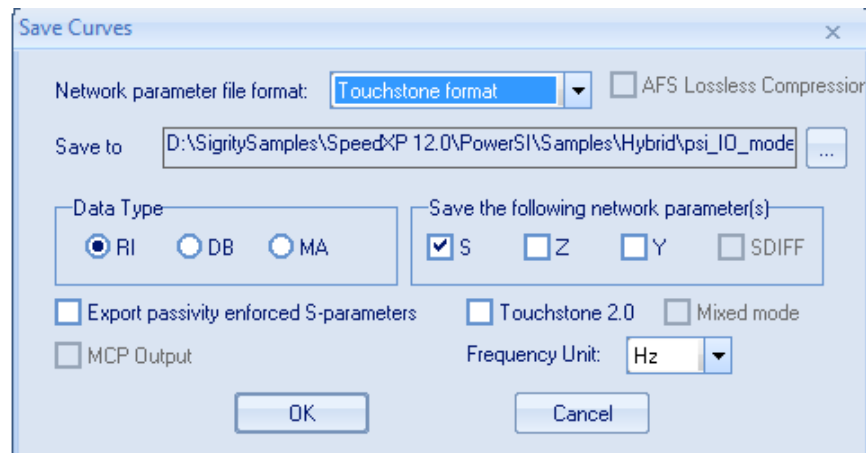 Save Curves
Network parameter file format: Touchstone format AFS Lossless Compression
Save to D:\SigritySamples\SpeedXP 12.0\PowerSI\Samples\Hybrid\psi_IO_mode ...
Data Type Save the following network parameter(s)
RI DB MA S Z Y SDIFF
Export passivity enforced S-parameters Touchstone 2.0 Mixed mode
MCP Output Frequency Unit: Hz
OK Cancel